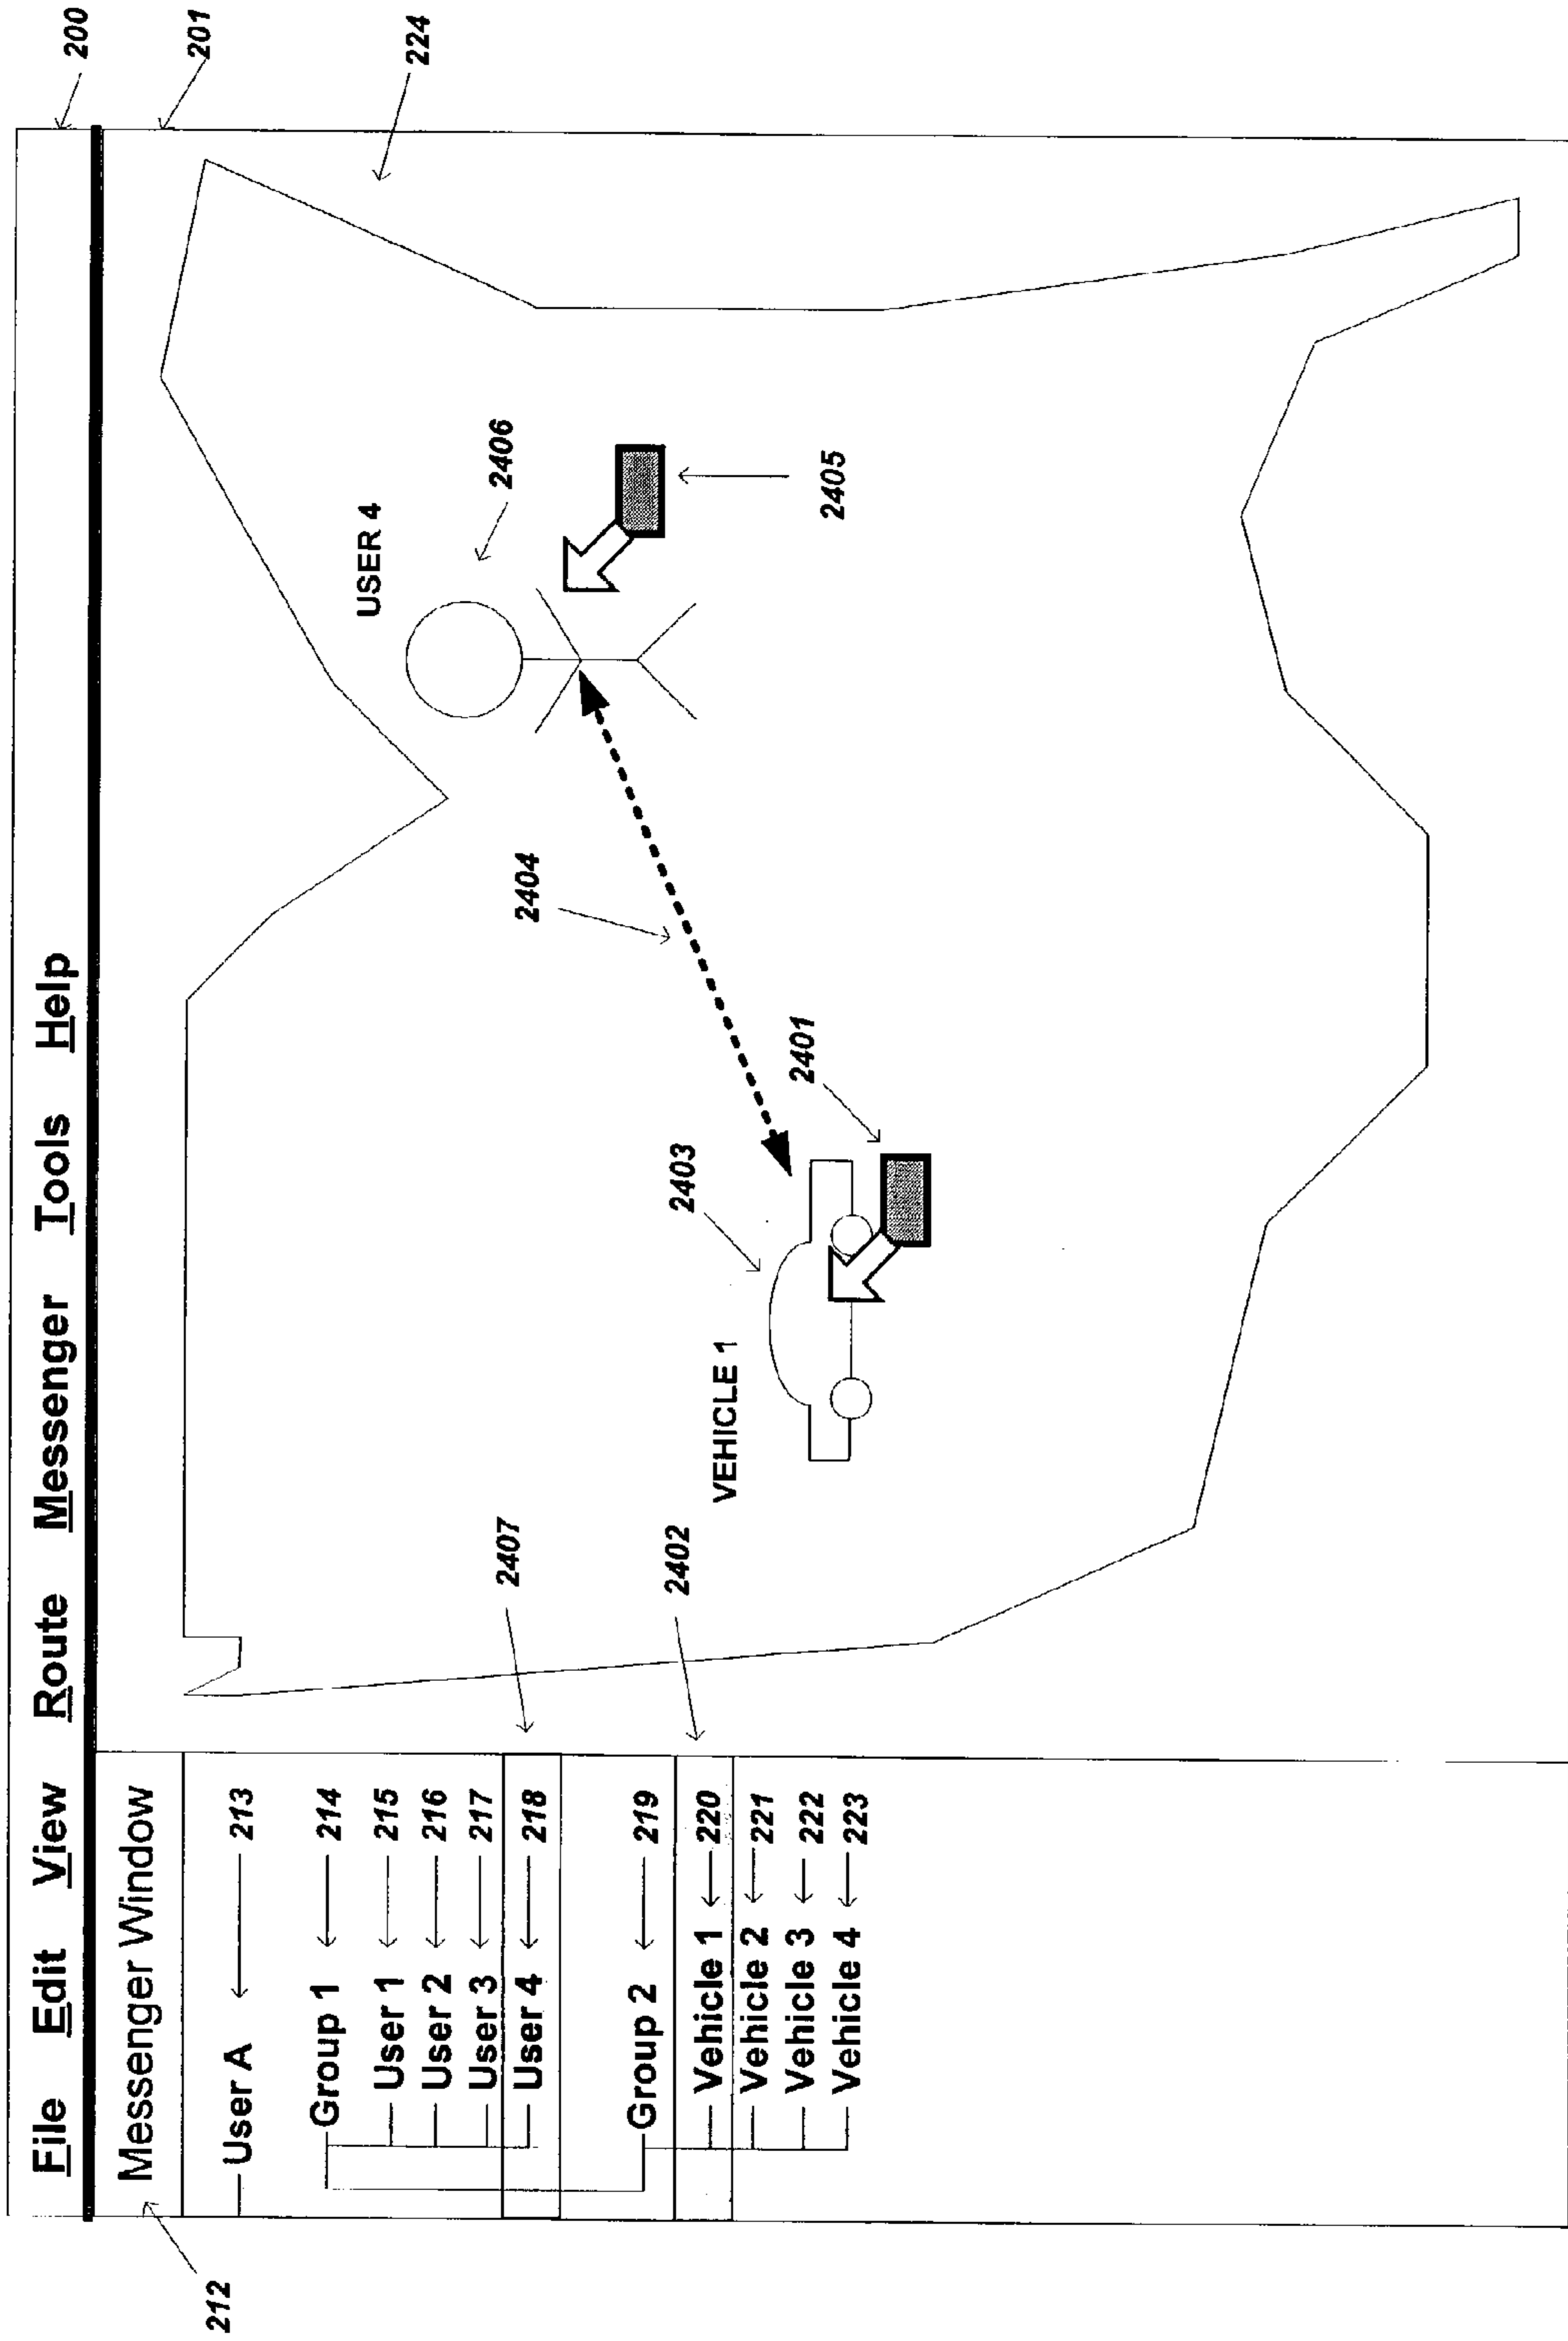 File Edit View Route Messenger Tools Help
200
201
212
Messenger Window
224
User A 213
Group 1 214
User 1 215
User 2 216
User 3 217
User 4 218
2407
Group 2 219
Vehicle 1 220
2402
Vehicle 2 221
Vehicle 3 222
Vehicle 4 223
USER 4
2406
2404
2405
2403
VEHICLE 1
2401